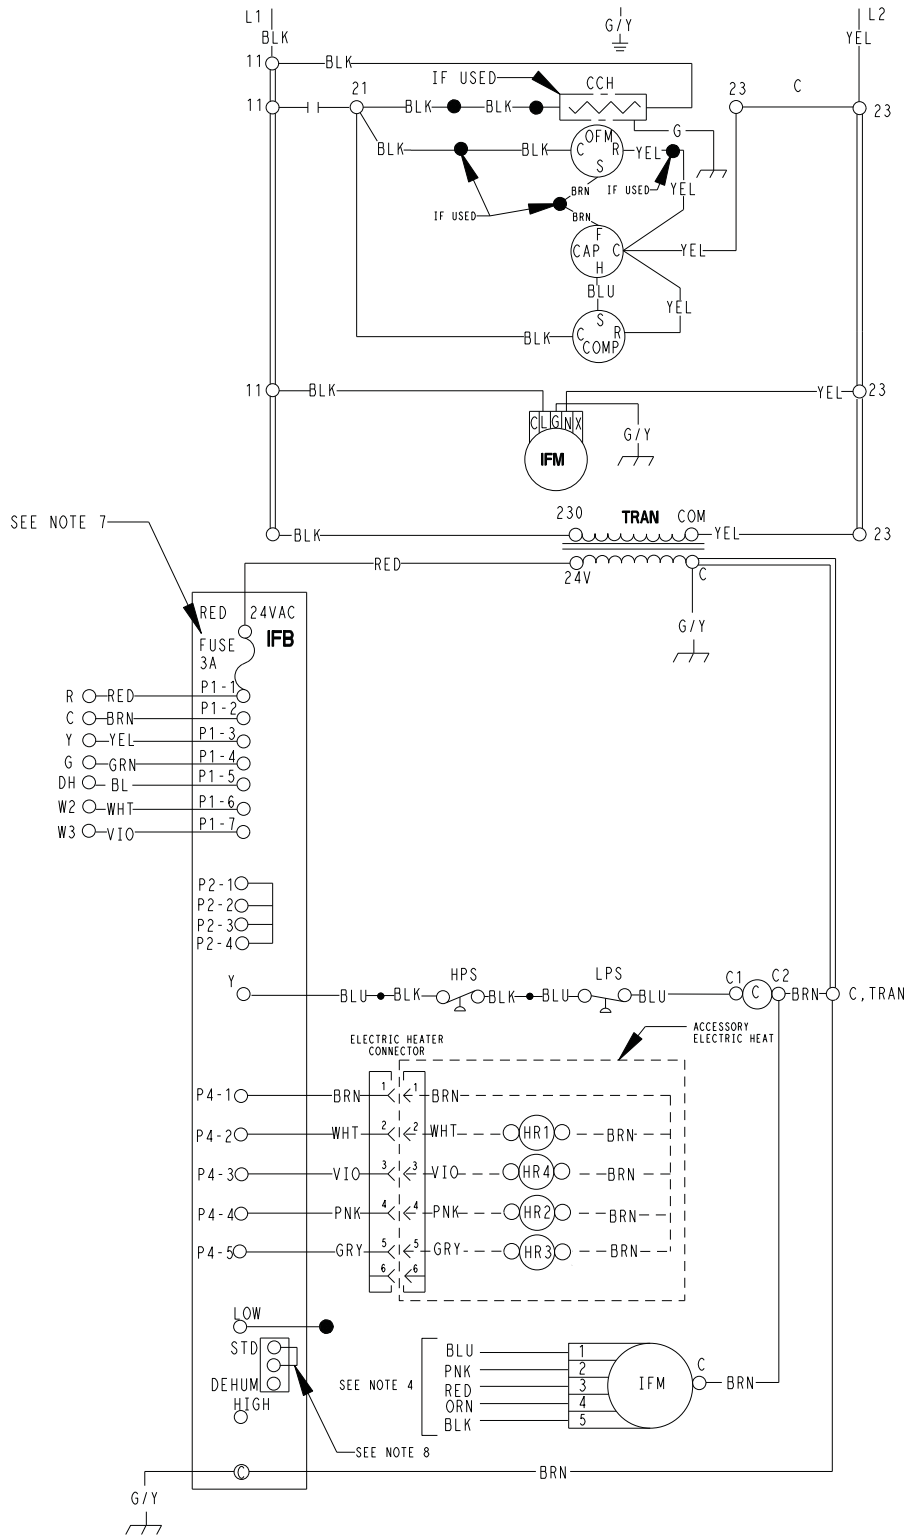 L1
G/Y
L2
BLK
YEL
11
BLK
IF USED
CCH
21
23
C
11
BLK
BLK
23
G
OFM
BLK
BLK
C
R
YEL
S
BRN
IF USED
YEL
IF USED
BRN
F
CAP
C
YEL
H
BLU
YEL
S
BLK
C
R
COMP
11
BLK
YEL
23
C L G N X
G/Y
IFM
SEE NOTE 7
230
TRAN
COM
BLK
YEL
23
RED
24V
C
RED
24VAC
G/Y
IFB
FUSE
3A
R RED P1-1
C BRN P1-2
Y YEL P1-3
G GRN P1-4
DH BL P1-5
W2 WHT P1-6
W3 VIO P1-7
P2-1
P2-2
P2-3
P2-4
Y
BLU
BLK
HPS
BLK
BLU
LPS
BLU
C1
C
C2
BRN
C,TRAN
ACCESSORY
ELECTRIC HEAT
ELECTRIC HEATER
CONNECTOR
P4-1 BRN 1 1 BRN
P4-2 WHT 2 2 WHT HR1 BRN
P4-3 VIO 3 3 VIO HR4 BRN
P4-4 PNK 4 4 PNK HR2 BRN
P4-5 GRY 5 5 GRY HR3 BRN
6 6
LOW
STD
DEHUM
HIGH
SEE NOTE 4
BLU 1
PNK 2
RED 3
ORN 4
BLK 5
IFM
C
BRN
SEE NOTE 8
C
BRN
G/Y